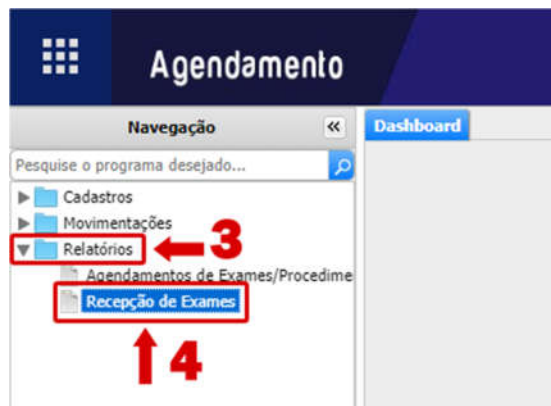 Agendamento
Navegação
Dashboard
Pesquise o programa desejado...
Cadastros
Movimentações
Relatórios
3
Agendamentos de Exames/Procedime
Recepção de Exames
4